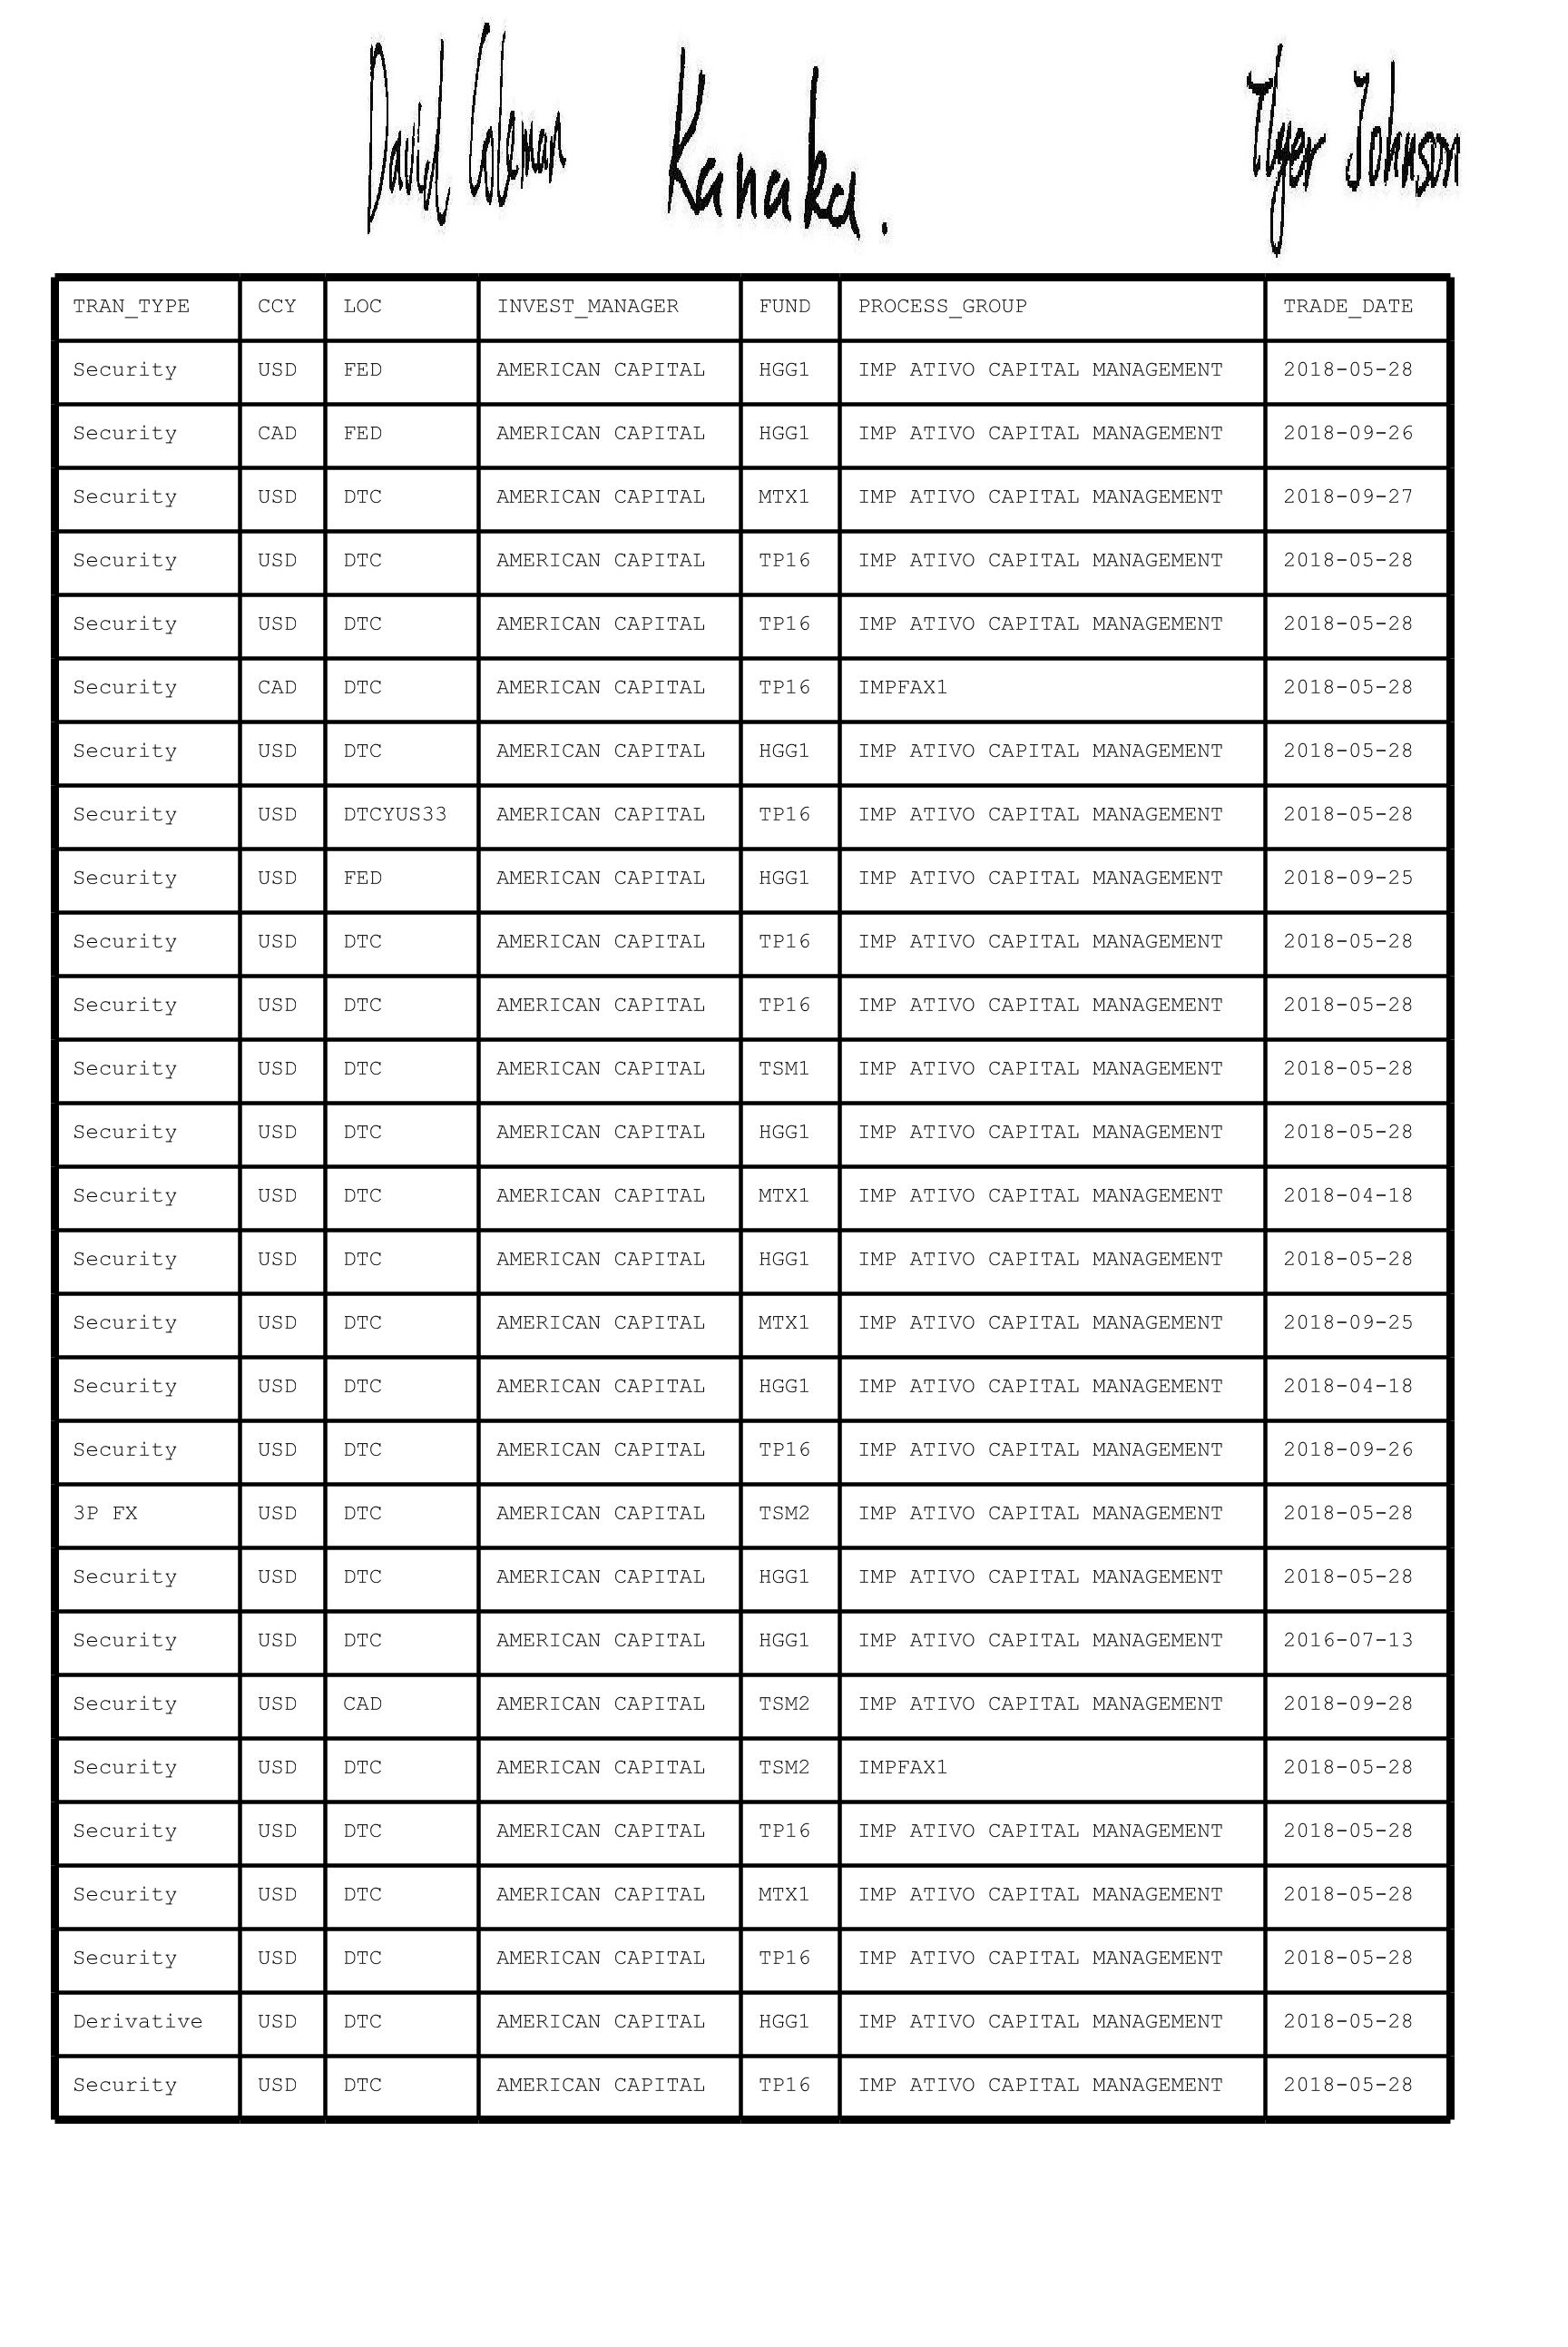 David Coleman Kanaka. Tyger Johnson
TRAN_TYPE CCY LOC INVEST_MANAGER FUND PROCESS_GROUP TRADE_DATE
Security USD FED AMERICAN CAPITAL HGG1 IMP ATIVO CAPITAL MANAGEMENT 2018-05-28
Security CAD FED AMERICAN CAPITAL HGG1 IMP ATIVO CAPITAL MANAGEMENT 2018-09-26
Security USD DTC AMERICAN CAPITAL MTX1 IMP ATIVO CAPITAL MANAGEMENT 2018-09-27
Security USD DTC AMERICAN CAPITAL TP16 IMP ATIVO CAPITAL MANAGEMENT 2018-05-28
Security USD DTC AMERICAN CAPITAL TP16 IMP ATIVO CAPITAL MANAGEMENT 2018-05-28
Security CAD DTC AMERICAN CAPITAL TP16 IMPFAX1 2018-05-28
Security USD DTC AMERICAN CAPITAL HGG1 IMP ATIVO CAPITAL MANAGEMENT 2018-05-28
Security USD DTCYUS33 AMERICAN CAPITAL TP16 IMP ATIVO CAPITAL MANAGEMENT 2018-05-28
Security USD FED AMERICAN CAPITAL HGG1 IMP ATIVO CAPITAL MANAGEMENT 2018-09-25
Security USD DTC AMERICAN CAPITAL TP16 IMP ATIVO CAPITAL MANAGEMENT 2018-05-28
Security USD DTC AMERICAN CAPITAL TP16 IMP ATIVO CAPITAL MANAGEMENT 2018-05-28
Security USD DTC AMERICAN CAPITAL TSM1 IMP ATIVO CAPITAL MANAGEMENT 2018-05-28
Security USD DTC AMERICAN CAPITAL HGG1 IMP ATIVO CAPITAL MANAGEMENT 2018-05-28
Security USD DTC AMERICAN CAPITAL MTX1 IMP ATIVO CAPITAL MANAGEMENT 2018-04-18
Security USD DTC AMERICAN CAPITAL HGG1 IMP ATIVO CAPITAL MANAGEMENT 2018-05-28
Security USD DTC AMERICAN CAPITAL MTX1 IMP ATIVO CAPITAL MANAGEMENT 2018-09-25
Security USD DTC AMERICAN CAPITAL HGG1 IMP ATIVO CAPITAL MANAGEMENT 2018-04-18
Security USD DTC AMERICAN CAPITAL TP16 IMP ATIVO CAPITAL MANAGEMENT 2018-09-26
3P FX USD DTC AMERICAN CAPITAL TSM2 IMP ATIVO CAPITAL MANAGEMENT 2018-05-28
Security USD DTC AMERICAN CAPITAL HGG1 IMP ATIVO CAPITAL MANAGEMENT 2018-05-28
Security USD DTC AMERICAN CAPITAL HGG1 IMP ATIVO CAPITAL MANAGEMENT 2016-07-13
Security USD CAD AMERICAN CAPITAL TSM2 IMP ATIVO CAPITAL MANAGEMENT 2018-09-28
Security USD DTC AMERICAN CAPITAL TSM2 IMPFAX1 2018-05-28
Security USD DTC AMERICAN CAPITAL TP16 IMP ATIVO CAPITAL MANAGEMENT 2018-05-28
Security USD DTC AMERICAN CAPITAL MTX1 IMP ATIVO CAPITAL MANAGEMENT 2018-05-28
Security USD DTC AMERICAN CAPITAL TP16 IMP ATIVO CAPITAL MANAGEMENT 2018-05-28
Derivative USD DTC AMERICAN CAPITAL HGG1 IMP ATIVO CAPITAL MANAGEMENT 2018-05-28
Security USD DTC AMERICAN CAPITAL TP16 IMP ATIVO CAPITAL MANAGEMENT 2018-05-28